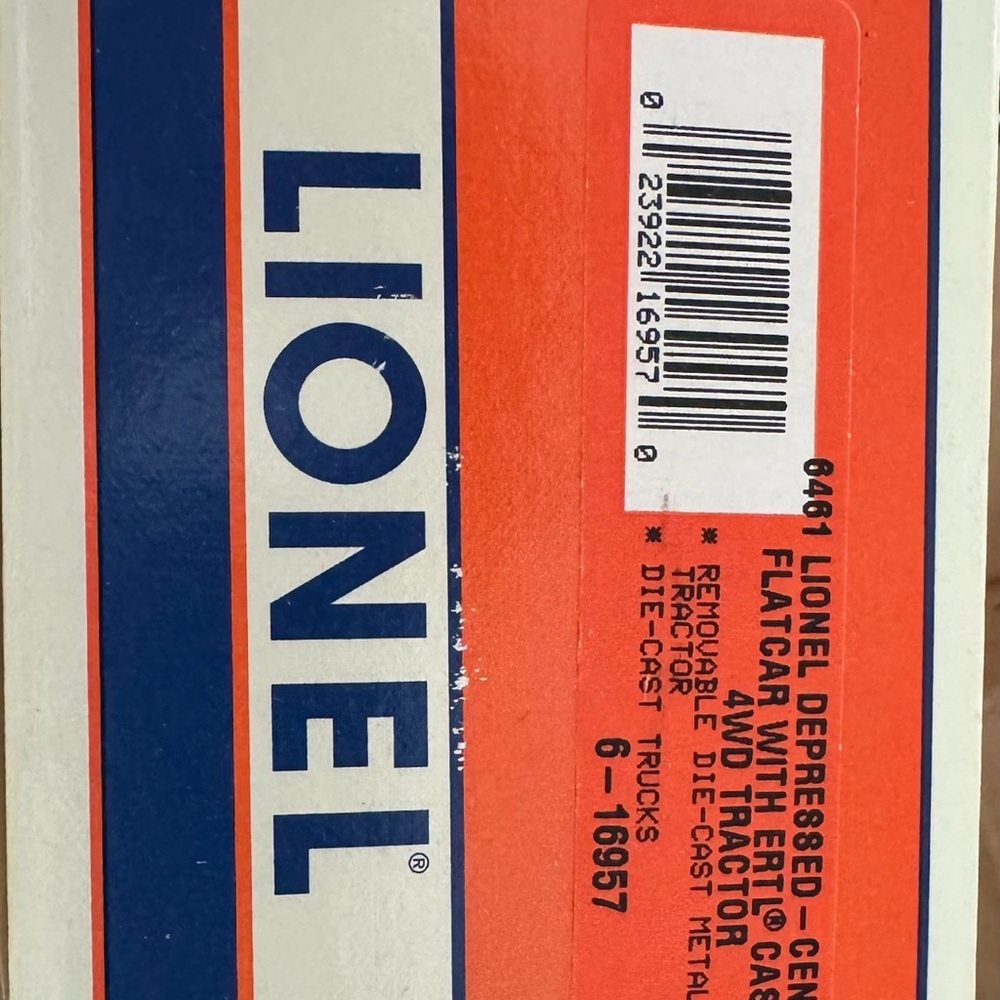 LIONEL®
0 23922 16957 0
6461 LIONEL DEPRESSED-CEN
FLATCAR WITH ERTL® CAS
4WD TRACTOR
* REMOVABLE DIE-CAST METAL
TRACTOR
* DIE-CAST TRUCKS
6-16957